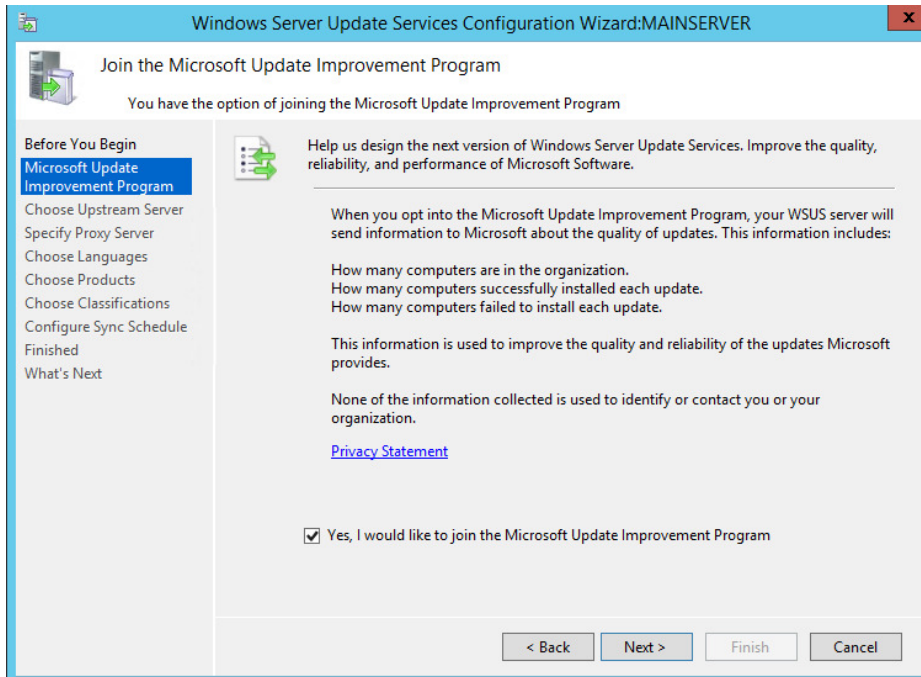 Windows Server Update Services Configuration Wizard:MAINSERVER
x
Join the Microsoft Update Improvement Program
You have the option of joining the Microsoft Update Improvement Program
Before You Begin
Microsoft Update
Improvement Program
Choose Upstream Server
Specify Proxy Server
Choose Languages
Choose Products
Choose Classifications
Configure Sync Schedule
Finished
What's Next
Help us design the next version of Windows Server Update Services. Improve the quality,
reliability, and performance of Microsoft Software.
When you opt into the Microsoft Update Improvement Program, your WSUS server will
send information to Microsoft about the quality of updates. This information includes:
How many computers are in the organization.
How many computers successfully installed each update.
How many computers failed to install each update.
This information is used to improve the quality and reliability of the updates Microsoft
provides.
None of the information collected is used to identify or contact you or your
organization.
Privacy Statement
Yes, I would like to join the Microsoft Update Improvement Program
< Back
Next >
Finish
Cancel